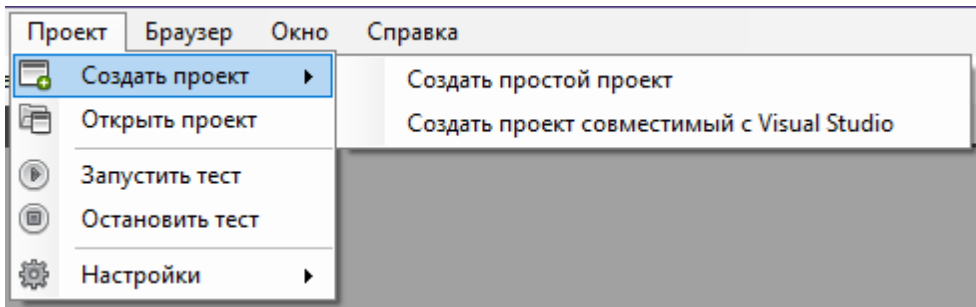 Проект Браузер Окно Справка
Создать проект
Создать простой проект
Открыть проект
Создать проект совместимый с Visual Studio
Запустить тест
Остановить тест
Настройки